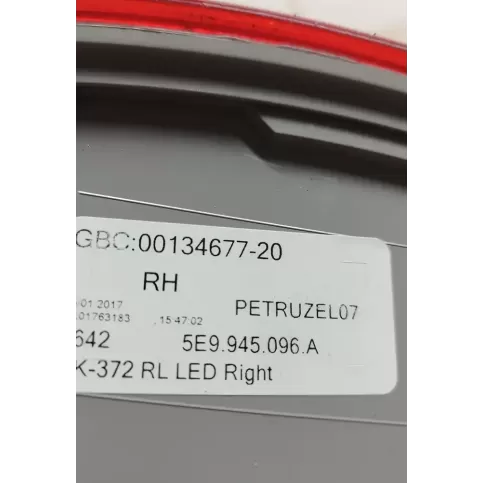 GBC:00134677-20
RH
/01 2017 , 15:47:02 PETRUZEL07
.01763183
642 5E9.945.096.A
K-372 RL LED Right